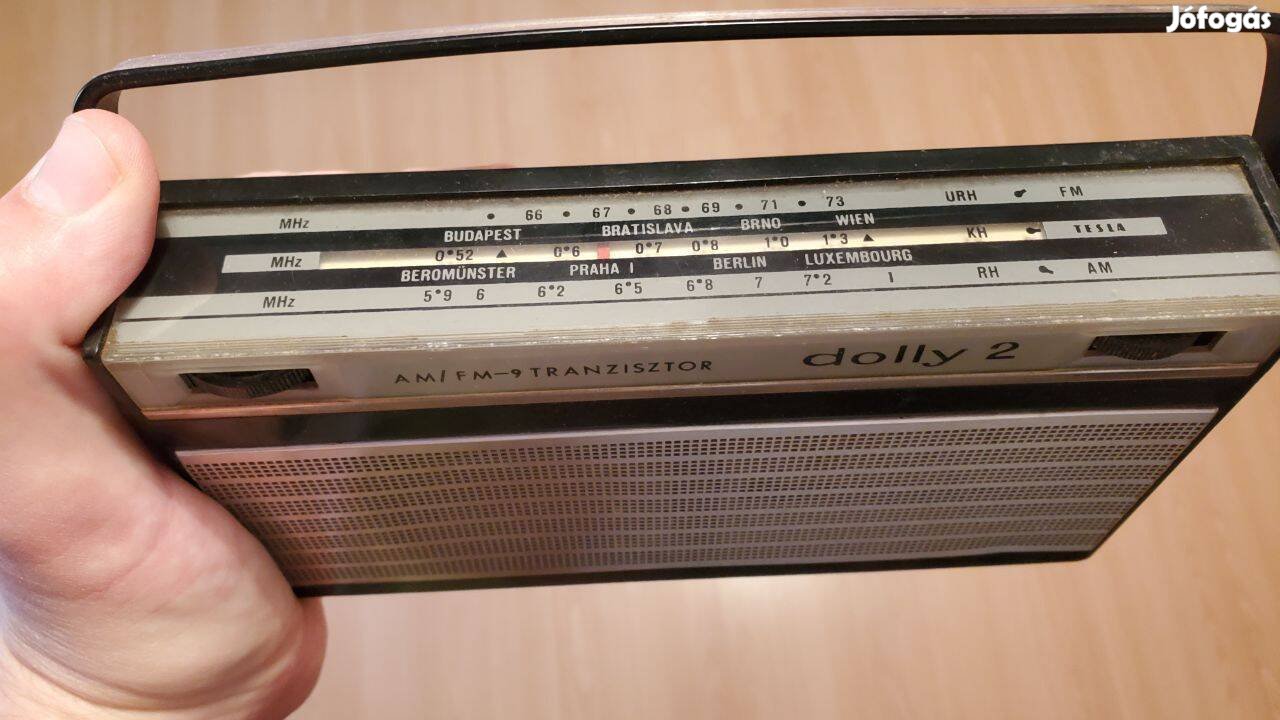 Jófogás
MHz • 66 • 67 • 68 • 69 • 71 • 73 URH FM
BUDAPEST BRATISLAVA BRNO WIEN
MHz 0•52 ▲ 0•6 0•7 0•8 1•0 1•3 ▲ KH TESLA
BEROMÜNSTER PRAHA I BERLIN LUXEMBOURG
MHz 5•9 6 6•2 6•5 6•8 7 7•2 I RH AM
AM/FM-9 TRANZISZTOR dolly 2